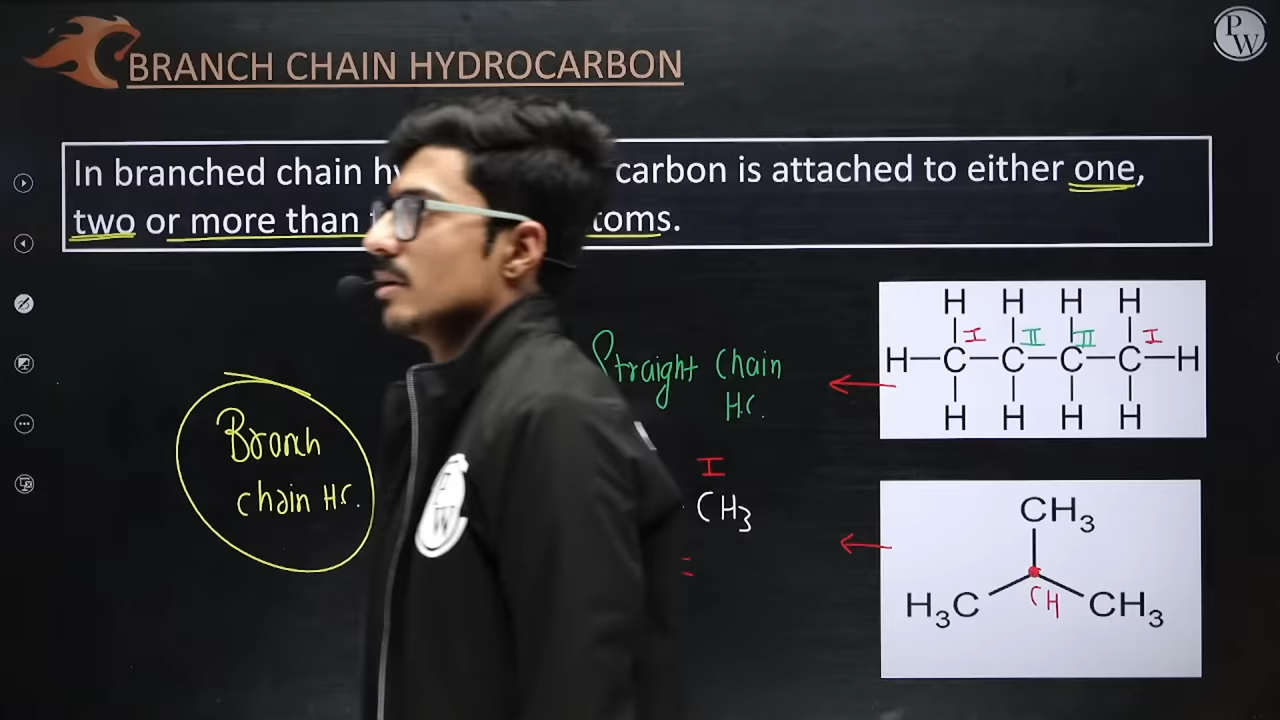 BRANCH CHAIN HYDROCARBON
P
W
In branched chain carbon is attached to either one,
two or more than toms.
Straight Chain
H.C.
Branch
chain H.C.
I
CH3
=
H H H H
I II II I
H—C—C—C—C—H
H H H H
CH₃
CH
H₃C CH₃
P
W